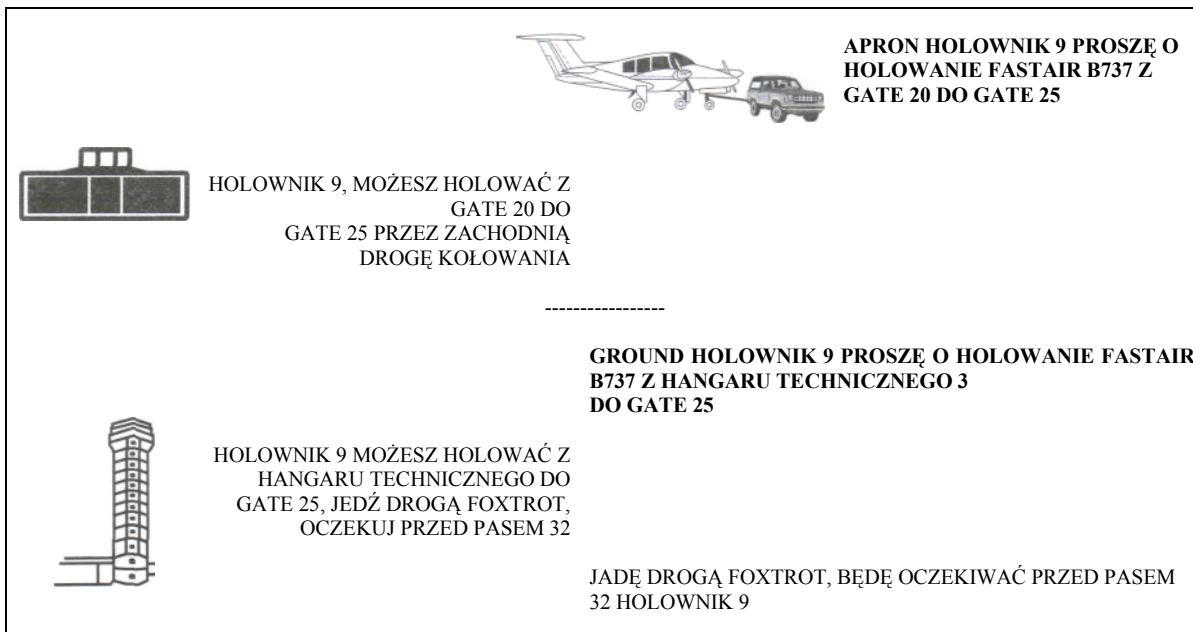 APRON HOLOWNIK 9 PROSZĘ O
HOLOWANIE FASTAIR B737 Z
GATE 20 DO GATE 25
HOLOWNIK 9, MOŻESZ HOLOWAĆ Z
GATE 20 DO
GATE 25 PRZEZ ZACHODNIĄ
DROGĘ KOŁOWANIA
-----------------
GROUND HOLOWNIK 9 PROSZĘ O HOLOWANIE FASTAIR
B737 Z HANGARU TECHNICZNEGO 3
DO GATE 25
HOLOWNIK 9 MOŻESZ HOLOWAĆ Z
HANGARU TECHNICZNEGO DO
GATE 25, JEDŹ DROGĄ FOXTROT,
OCZEKUJ PRZED PASEM 32
JADĘ DROGĄ FOXTROT, BĘDĘ OCZEKIWAĆ PRZED PASEM
32 HOLOWNIK 9